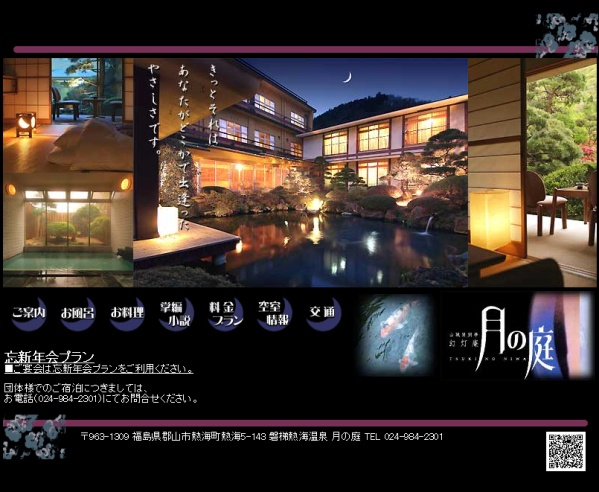 きっとそれは
あなたがどこかで出逢った
やさしさです。
ご案内
お風呂
お料理
掌編
小説
料金
プラン
空室
情報
交通
幻灯庵
月の庭
TSUKI NO NIWA
忘新年会プラン
■ご宴会は忘新年会プランをご利用ください。
団体様でのご宿泊につきましては、
お電話(024-984-2301)にてお問合せください。
〒963-1309 福島県郡山市熱海町熱海5-143 磐梯熱海温泉 月の庭 TEL 024-984-2301